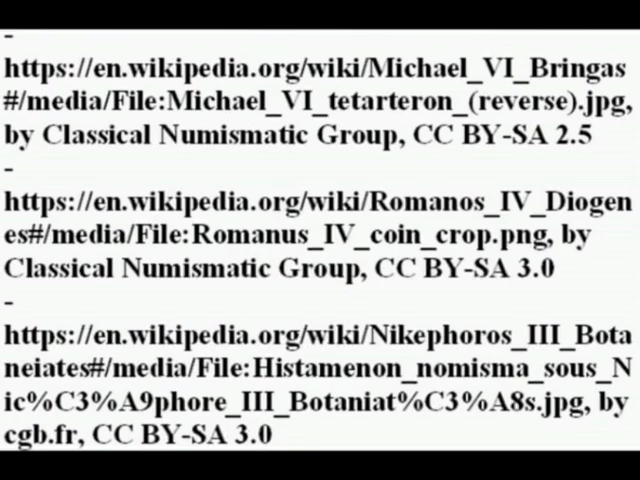 -
https://en.wikipedia.org/wiki/Michael_VI_Bringas
#/media/File:Michael_VI_tetarteron_(reverse).jpg,
by Classical Numismatic Group, CC BY-SA 2.5
-
https://en.wikipedia.org/wiki/Romanos_IV_Diogen
es#/media/File:Romanus_IV_coin_crop.png, by
Classical Numismatic Group, CC BY-SA 3.0
-
https://en.wikipedia.org/wiki/Nikephoros_III_Bota
neiates#/media/File:Histamenon_nomisma_sous_N
ic%C3%A9phore_III_Botaniat%C3%A8s.jpg, by
cgb.fr, CC BY-SA 3.0